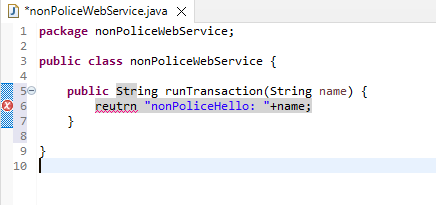 *nonPoliceWebService.java
1 package nonPoliceWebService;
2
3 public class nonPoliceWebService {
4
5 public String runTransaction(String name) {
6 reutrn "nonPoliceHello: "+name;
7 }
8
9 }
10